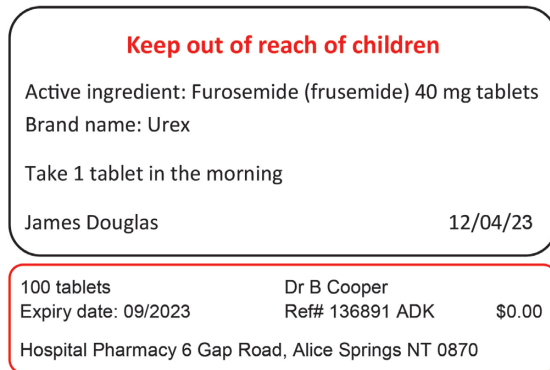 Keep out of reach of children
Active ingredient: Furosemide (frusemide) 40 mg tablets
Brand name: Urex
Take 1 tablet in the morning
James Douglas 12/04/23
100 tablets Dr B Cooper
Expiry date: 09/2023 Ref# 136891 ADK $0.00
Hospital Pharmacy 6 Gap Road, Alice Springs NT 0870